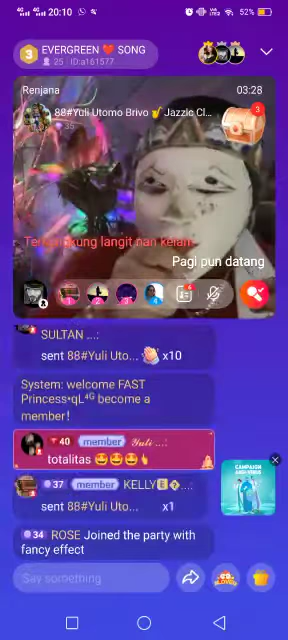 20:10
52%
3 EVERGREEN ❤️ SONG
25 | ID:a161577
Renjana
03:28
88#Yuli Utomo Brivo 🎷 Jazzic Cl...
35
3
kelam
Pagi pun datang
SULTAN ....:
sent 88#Yuli Uto... 👏 x10
System: welcome FAST
Princess•qL⁴ᴳ become a
member!
40 member 𝓨𝓾𝓵𝓲 ...:
totalitas 🤩🤩🤩👆
37 member KELLY
sent 88#Yuli Uto... x1
CAMPAIGN
34 ROSE Joined the party with
fancy effect
Say something